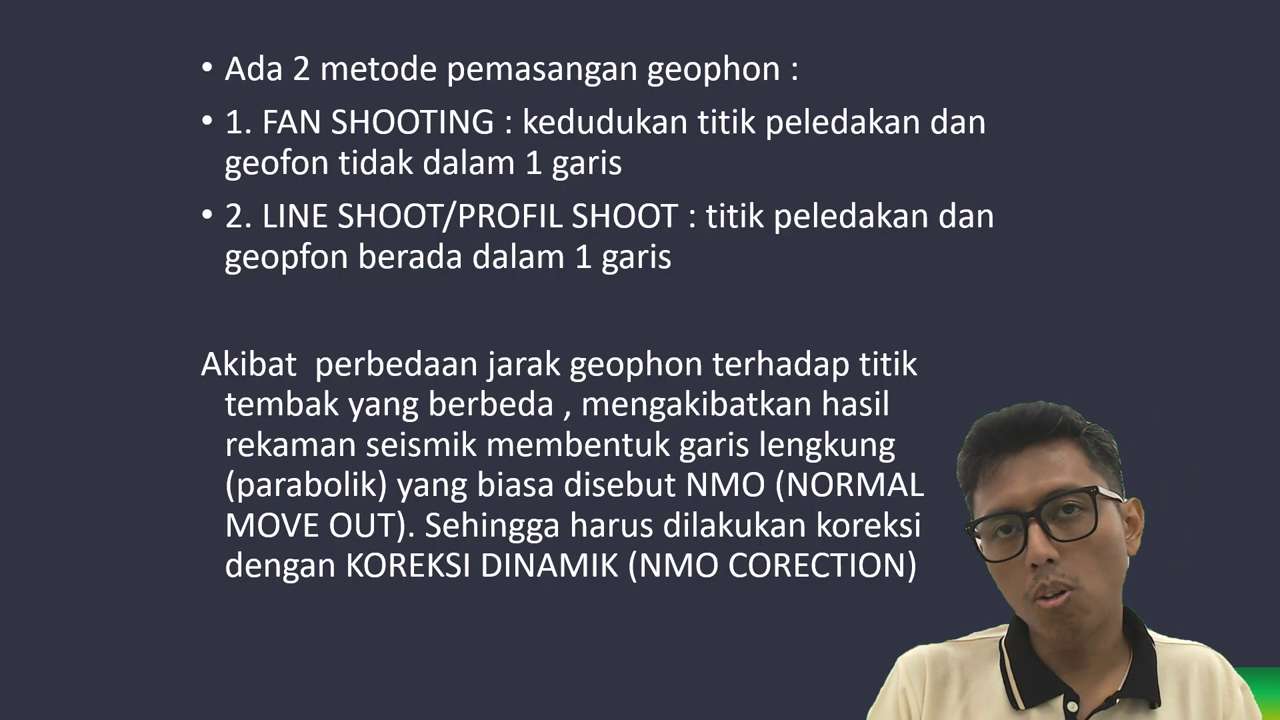 • Ada 2 metode pemasangan geophon :
• 1. FAN SHOOTING : kedudukan titik peledakan dan
geofon tidak dalam 1 garis
• 2. LINE SHOOT/PROFIL SHOOT : titik peledakan dan
geopfon berada dalam 1 garis
Akibat  perbedaan jarak geophon terhadap titik
tembak yang berbeda , mengakibatkan hasil
rekaman seismik membentuk garis lengkung
(parabolik) yang biasa disebut NMO (NORMAL
MOVE OUT). Sehingga harus dilakukan koreksi
dengan KOREKSI DINAMIK (NMO CORECTION)